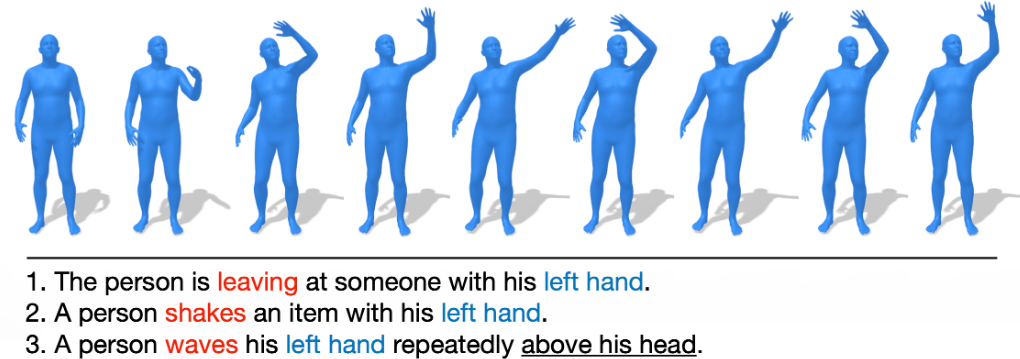 1. The person is leaving at someone with his left hand.
2. A person shakes an item with his left hand.
3. A person waves his left hand repeatedly above his head.